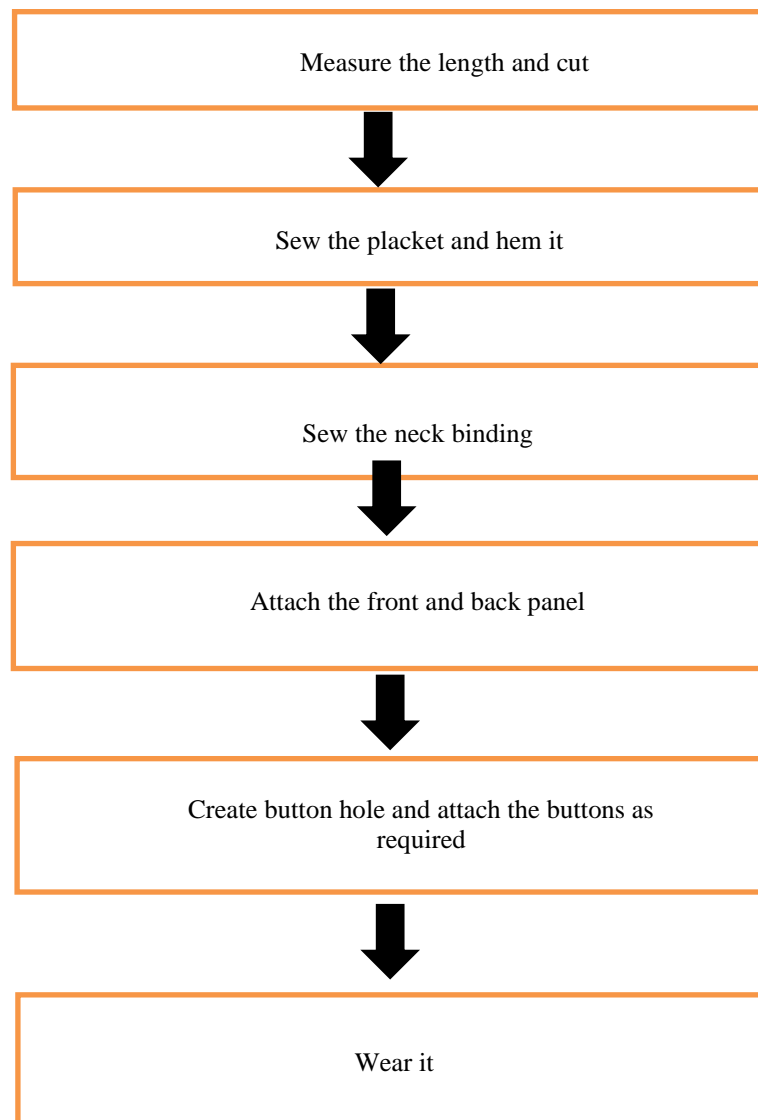 Measure the length and cut
Sew the placket and hem it
Sew the neck binding
Attach the front and back panel
Create button hole and attach the buttons as
required
Wear it